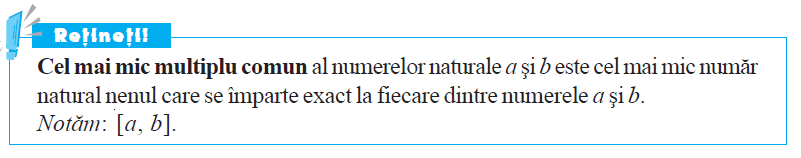 Reţineţi!
Cel mai mic multiplu comun al numerelor naturale a şi b este cel mai mic număr
natural nenul care se împarte exact la fiecare dintre numerele a şi b.
Notăm: [a, b].